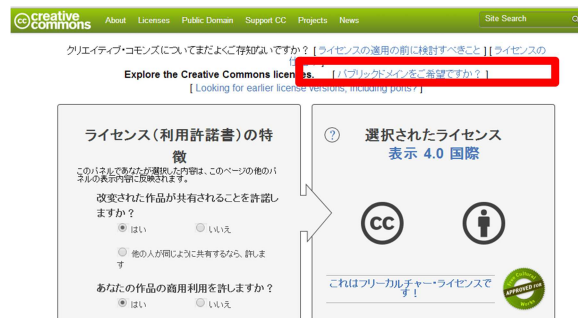 creative commons
About Licenses Public Domain Support CC Projects News
Site Search
クリエイティブ・コモンズについてまだよくご存知ないですか? [ ライセンスの適用の前に検討すべきこと ] [ ライセンスの
Explore the Creative Commons licenses. [ パブリックドメインをご希望ですか? ]
[ Looking for earlier license versions, including ports? ]
ライセンス(利用許諾書)の特
徴
このパネルであなたが選択した内容は、このページの他のパ
ネルの表示内容に反映されます。
改変された作品が共有されることを許諾し
ますか?
はい いいえ
他の人が同じように共有するなら、許しま
す
あなたの作品の商用利用を許しますか?
はい いいえ
? 選択されたライセンス
表示 4.0 国際
cc
これはフリーカルチャー・ライセンスで
す!
APPROVED FOR